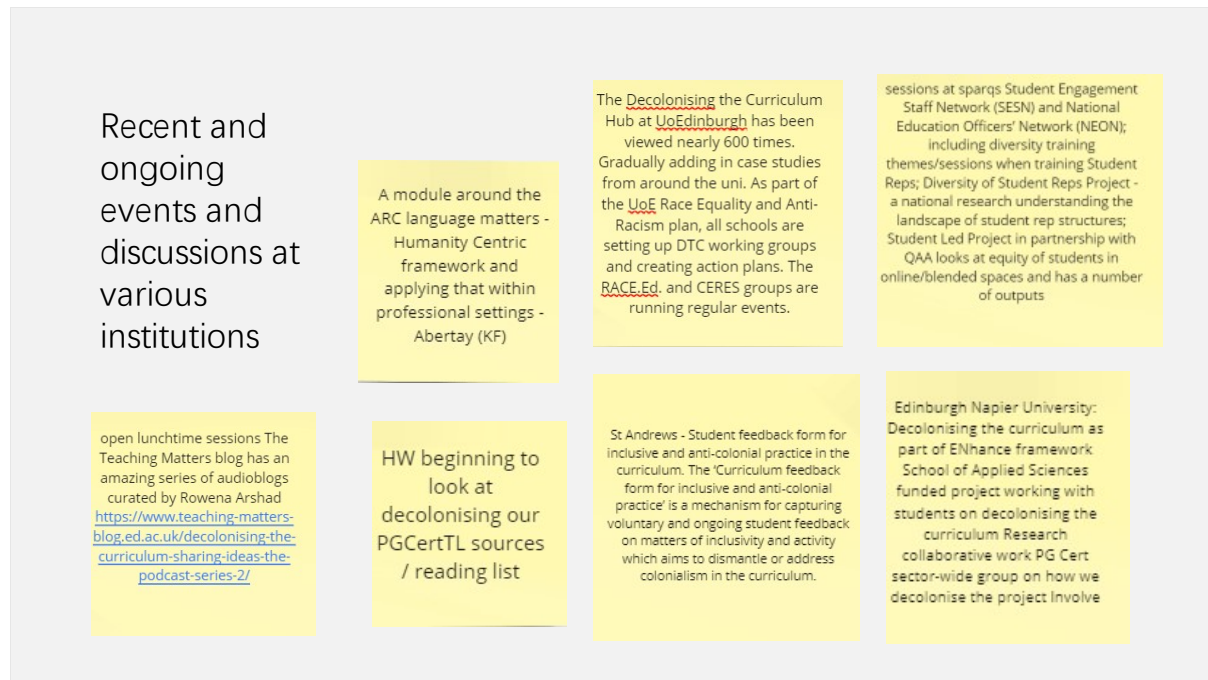 Recent and
ongoing
events and
discussions at
various
institutions
A module around the
ARC language matters -
Humanity Centric
framework and
applying that within
professional settings -
Abertay (KF)
The Decolonising the Curriculum
Hub at UoEdinburgh has been
viewed nearly 600 times.
Gradually adding in case studies
from around the uni. As part of
the UoE Race Equality and Anti-
Racism plan, all schools are
setting up DTC working groups
and creating action plans. The
RACE.Ed. and CERES groups are
running regular events.
sessions at sparqs Student Engagement
Staff Network (SESN) and National
Education Officers' Network (NEON);
including diversity training
themes/sessions when training Student
Reps; Diversity of Student Reps Project -
a national research understanding the
landscape of student rep structures;
Student Led Project in partnership with
QAA looks at equity of students in
online/blended spaces and has a number
of outputs
open lunchtime sessions The
Teaching Matters blog has an
amazing series of audioblogs
curated by Rowena Arshad
https://www.teaching-matters-
blog.ed.ac.uk/decolonising-the-
curriculum-sharing-ideas-the-
podcast-series-2/
HW beginning to
look at
decolonising our
PGCertTL sources
/ reading list
St Andrews - Student feedback form for
inclusive and anti-colonial practice in the
curriculum. The 'Curriculum feedback
form for inclusive and anti-colonial
practice' is a mechanism for capturing
voluntary and ongoing student feedback
on matters of inclusivity and activity
which aims to dismantle or address
colonialism in the curriculum.
Edinburgh Napier University:
Decolonising the curriculum as
part of ENhance framework
School of Applied Sciences
funded project working with
students on decolonising the
curriculum Research
collaborative work PG Cert
sector-wide group on how we
decolonise the project Involve